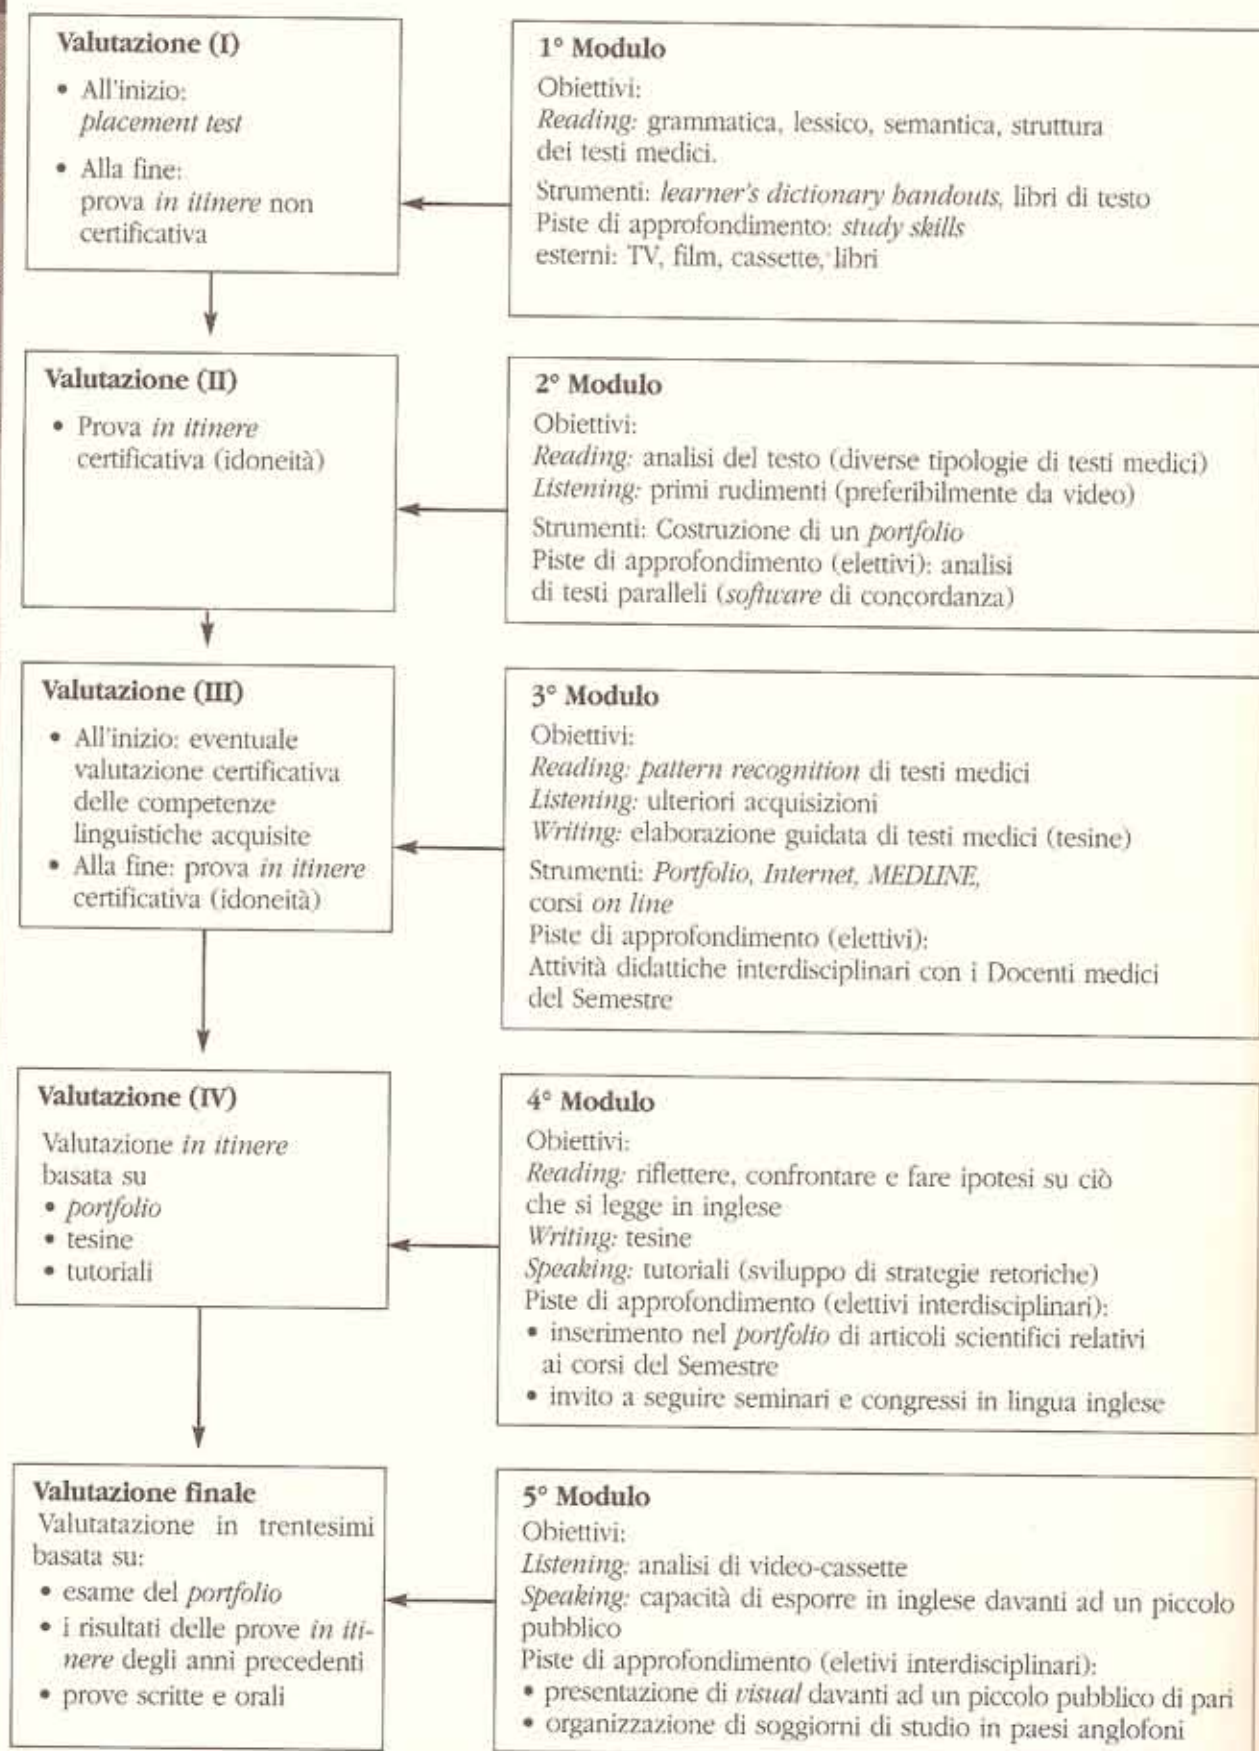 Valutazione (I)
• All'inizio:
placement test
• Alla fine:
prova in itinere non
certificativa
1° Modulo
Obiettivi:
Reading: grammatica, lessico, semantica, struttura
dei testi medici.
Strumenti: learner's dictionary handouts, libri di testo
Piste di approfondimento: study skills
esterni: TV, film, cassette, libri
Valutazione (II)
• Prova in itinere
certificativa (idoneità)
2° Modulo
Obiettivi:
Reading: analisi del testo (diverse tipologie di testi medici)
Listening: primi rudimenti (preferibilmente da video)
Strumenti: Costruzione di un portfolio
Piste di approfondimento (elettivi): analisi
di testi paralleli (software di concordanza)
Valutazione (III)
• All'inizio: eventuale
valutazione certificativa
delle competenze
linguistiche acquisite
• Alla fine: prova in itinere
certificativa (idoneità)
3° Modulo
Obiettivi:
Reading: pattern recognition di testi medici
Listening: ulteriori acquisizioni
Writing: elaborazione guidata di testi medici (tesine)
Strumenti: Portfolio, Internet, MEDLINE,
corsi on line
Piste di approfondimento (elettivi):
Attività didattiche interdisciplinari con i Docenti medici
del Semestre
Valutazione (IV)
Valutazione in itinere
basata su
• portfolio
• tesine
• tutoriali
4° Modulo
Obiettivi:
Reading: riflettere, confrontare e fare ipotesi su ciò
che si legge in inglese
Writing: tesine
Speaking: tutoriali (sviluppo di strategie retoriche)
Piste di approfondimento (elettivi interdisciplinari):
• inserimento nel portfolio di articoli scientifici relativi
ai corsi del Semestre
• invito a seguire seminari e congressi in lingua inglese
Valutazione finale
Valutatazione in trentesimi
basata su:
• esame del portfolio
• i risultati delle prove in iti-
nere degli anni precedenti
• prove scritte e orali
5° Modulo
Obiettivi:
Listening: analisi di video-cassette
Speaking: capacità di esporre in inglese davanti ad un piccolo
pubblico
Piste di approfondimento (eletivi interdisciplinari):
• presentazione di visual davanti ad un piccolo pubblico di pari
• organizzazione di soggiorni di studio in paesi anglofoni